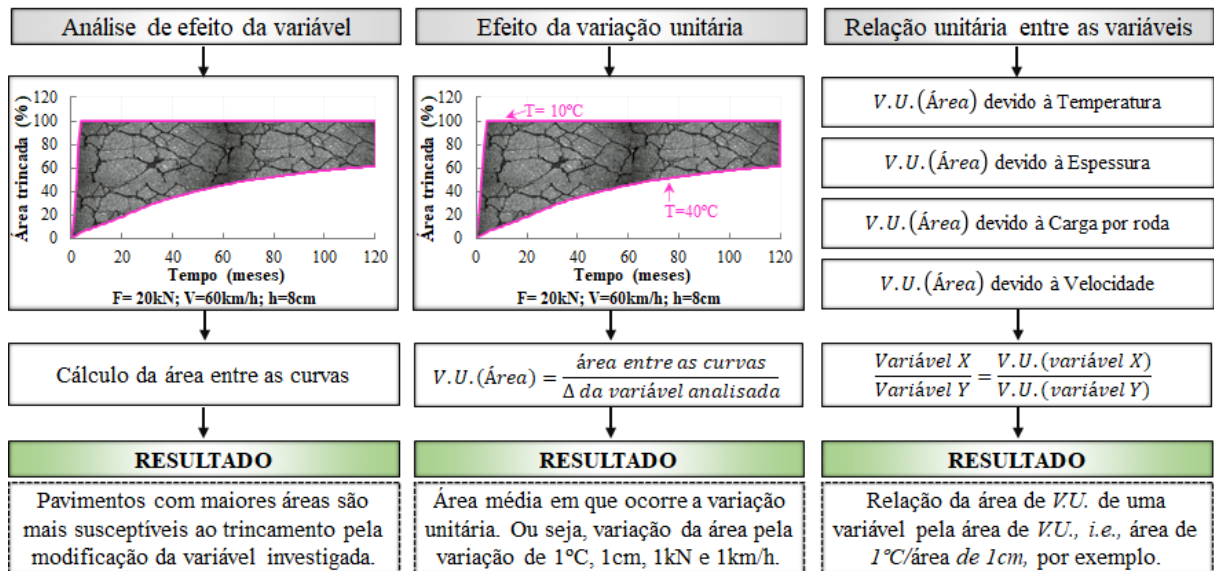 Análise de efeito da variável
Área trincada (%)
120
100
80
60
40
20
0
0 20 40 60 80 100 120
Tempo (meses)
F= 20kN; V=60km/h; h=8cm
Cálculo da área entre as curvas
RESULTADO
Pavimentos com maiores áreas são
mais susceptíveis ao trincamento pela
modificação da variável investigada.
Efeito da variação unitária
Área trincada (%)
120
100
80
60
40
20
0
T= 10ºC
T=40ºC
0 20 40 60 80 100 120
Tempo (meses)
F= 20kN; V=60km/h; h=8cm
V.U.(Área) = área entre as curvas / Δ da variável analisada
RESULTADO
Área média em que ocorre a variação
unitária. Ou seja, variação da área pela
variação de 1ºC, 1cm, 1kN e 1km/h.
Relação unitária entre as variáveis
V.U.(Área) devido à Temperatura
V.U.(Área) devido à Espessura
V.U.(Área) devido à Carga por roda
V.U.(Área) devido à Velocidade
Variável X / Variável Y = V.U.(variável X) / V.U.(variável Y)
RESULTADO
Relação da área de V.U. de uma
variável pela área de V.U., i.e., área de
1ºC/área de 1cm, por exemplo.